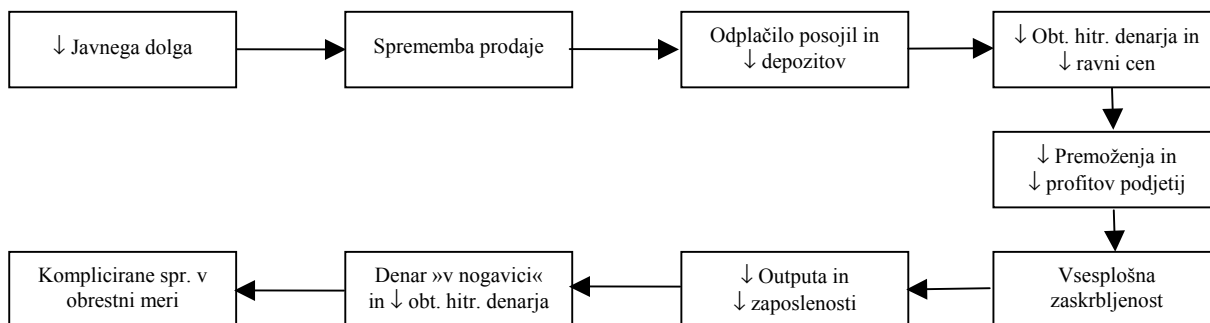 ↓ Javnega dolga
Sprememba prodaje
Odplačilo posojil in
↓ depozitov
↓ Obt. hitr. denarja in
↓ ravni cen
↓ Premoženja in
↓ profitov podjetij
Vsesplošna
zaskrbljenost
↓ Outputa in
↓ zaposlenosti
Denar »v nogavici«
in ↓ obt. hitr. denarja
Komplicirane spr. v
obrestni meri